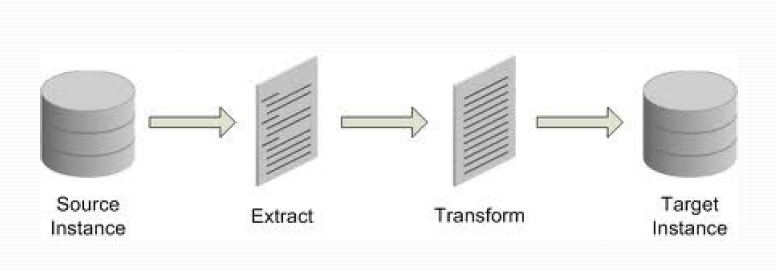 Source
Instance
Extract
Transform
Target
Instance